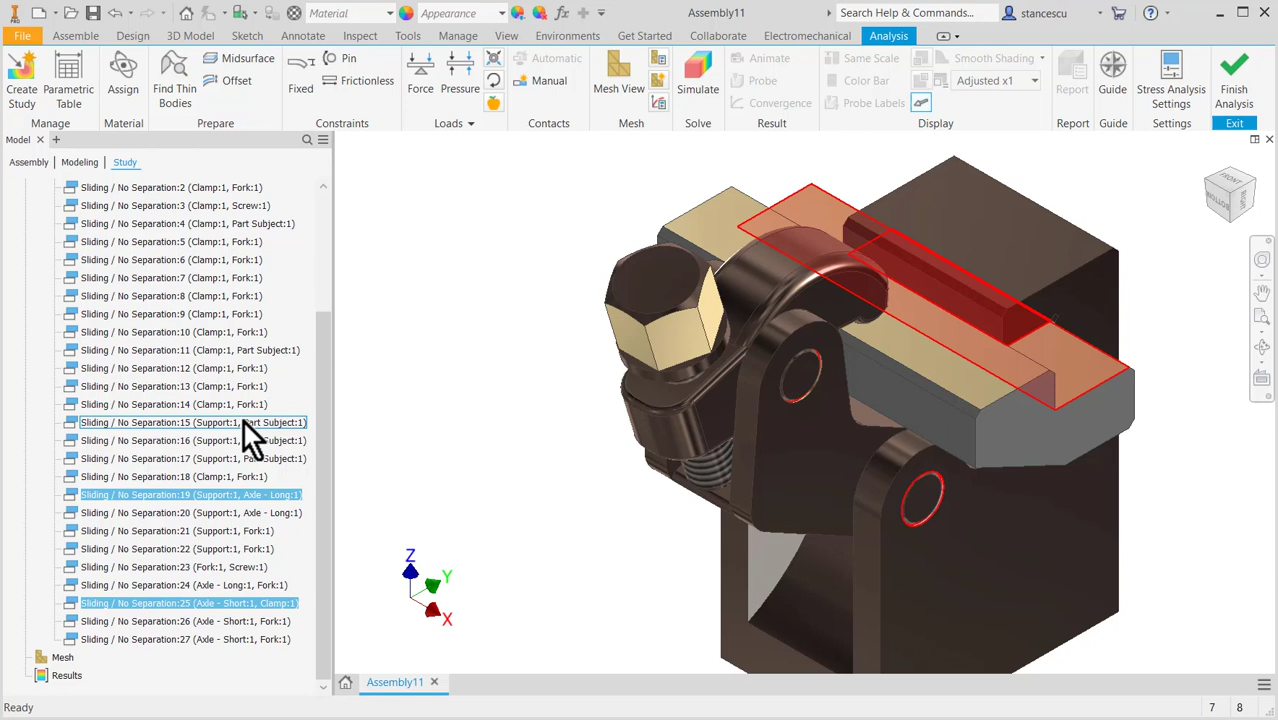 PRO
Material
Appearance
fx
Assembly11
Search Help & Commands...
stancescu
File
Assemble
Design
3D Model
Sketch
Annotate
Inspect
Tools
Manage
View
Environments
Get Started
Collaborate
Electromechanical
Analysis
Create
Study
Parametric
Table
Manage
Assign
Material
Find Thin
Bodies
Midsurface
Offset
Prepare
Fixed
Pin
Frictionless
Constraints
Force
Pressure
Loads
Automatic
Manual
Contacts
Mesh View
Mesh
Simulate
Solve
Animate
Probe
Convergence
Result
Same Scale
Color Bar
Probe Labels
Smooth Shading
Adjusted x1
Display
Report
Report
Guide
Guide
Stress Analysis
Settings
Settings
Finish
Analysis
Exit
Model
Assembly
Modeling
Study
Sliding / No Separation:2 (Clamp:1, Fork:1)
Sliding / No Separation:3 (Clamp:1, Screw:1)
Sliding / No Separation:4 (Clamp:1, Part Subject:1)
Sliding / No Separation:5 (Clamp:1, Fork:1)
Sliding / No Separation:6 (Clamp:1, Fork:1)
Sliding / No Separation:7 (Clamp:1, Fork:1)
Sliding / No Separation:8 (Clamp:1, Fork:1)
Sliding / No Separation:9 (Clamp:1, Fork:1)
Sliding / No Separation:10 (Clamp:1, Fork:1)
Sliding / No Separation:11 (Clamp:1, Part Subject:1)
Sliding / No Separation:12 (Clamp:1, Fork:1)
Sliding / No Separation:13 (Clamp:1, Fork:1)
Sliding / No Separation:14 (Clamp:1, Fork:1)
Sliding / No Separation:15 (Support:1, Part Subject:1)
Sliding / No Separation:16 (Support:1, Subject:1)
Sliding / No Separation:17 (Support:1, Part Subject:1)
Sliding / No Separation:18 (Clamp:1, Fork:1)
Sliding / No Separation:19 (Support:1, Axle - Long:1)
Sliding / No Separation:20 (Support:1, Axle - Long:1)
Sliding / No Separation:21 (Support:1, Fork:1)
Sliding / No Separation:22 (Support:1, Fork:1)
Sliding / No Separation:23 (Fork:1, Screw:1)
Sliding / No Separation:24 (Axle - Long:1, Fork:1)
Sliding / No Separation:25 (Axle - Short:1, Clamp:1)
Sliding / No Separation:26 (Axle - Short:1, Fork:1)
Sliding / No Separation:27 (Axle - Short:1, Fork:1)
Mesh
Results
FRONT
RIGHT
BOTTOM
Z
Y
X
Assembly11
Ready
7
8